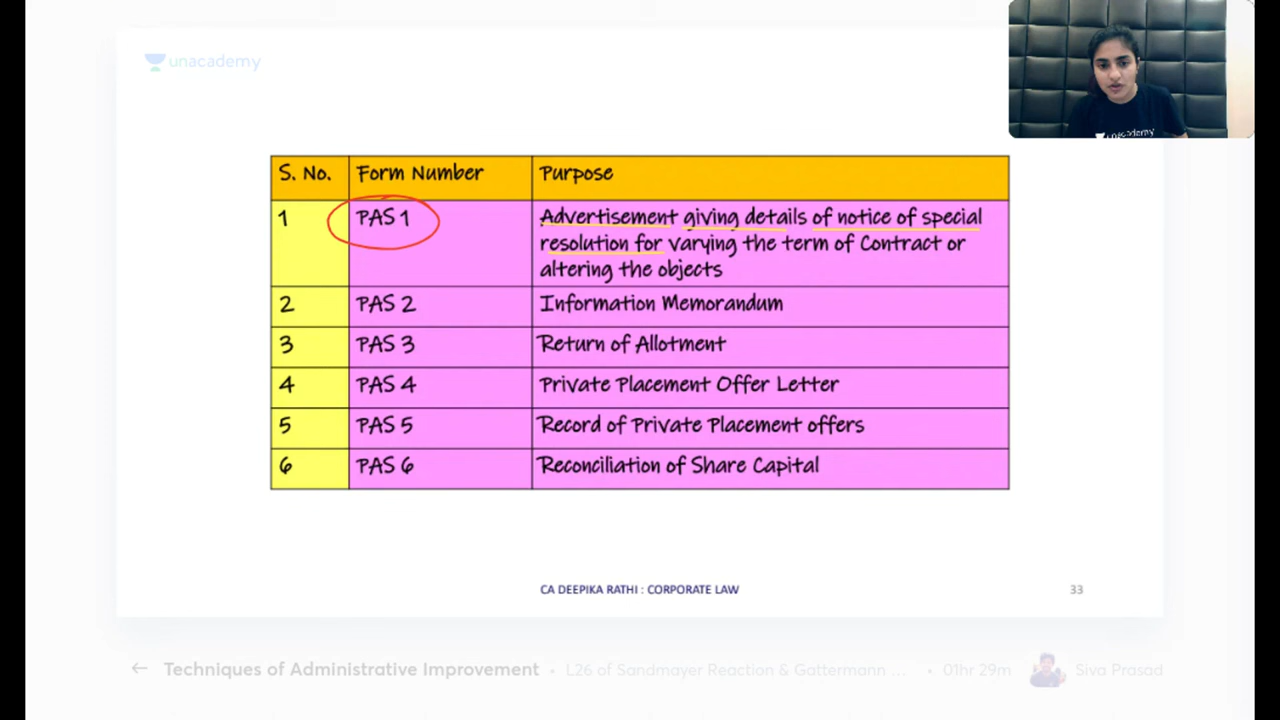 unacademy
unacademy
S. No. Form Number Purpose
1 PAS 1 Advertisement giving details of notice of special
resolution for varying the term of Contract or
altering the objects
2 PAS 2 Information Memorandum
3 PAS 3 Return of Allotment
4 PAS 4 Private Placement Offer Letter
5 PAS 5 Record of Private Placement offers
6 PAS 6 Reconciliation of Share Capital
CA DEEPIKA RATHI : CORPORATE LAW 33
← Techniques of Administrative Improvement • L26 of Sandmayer Reaction & Gattermann ... • 01hr 29m Siva Prasad